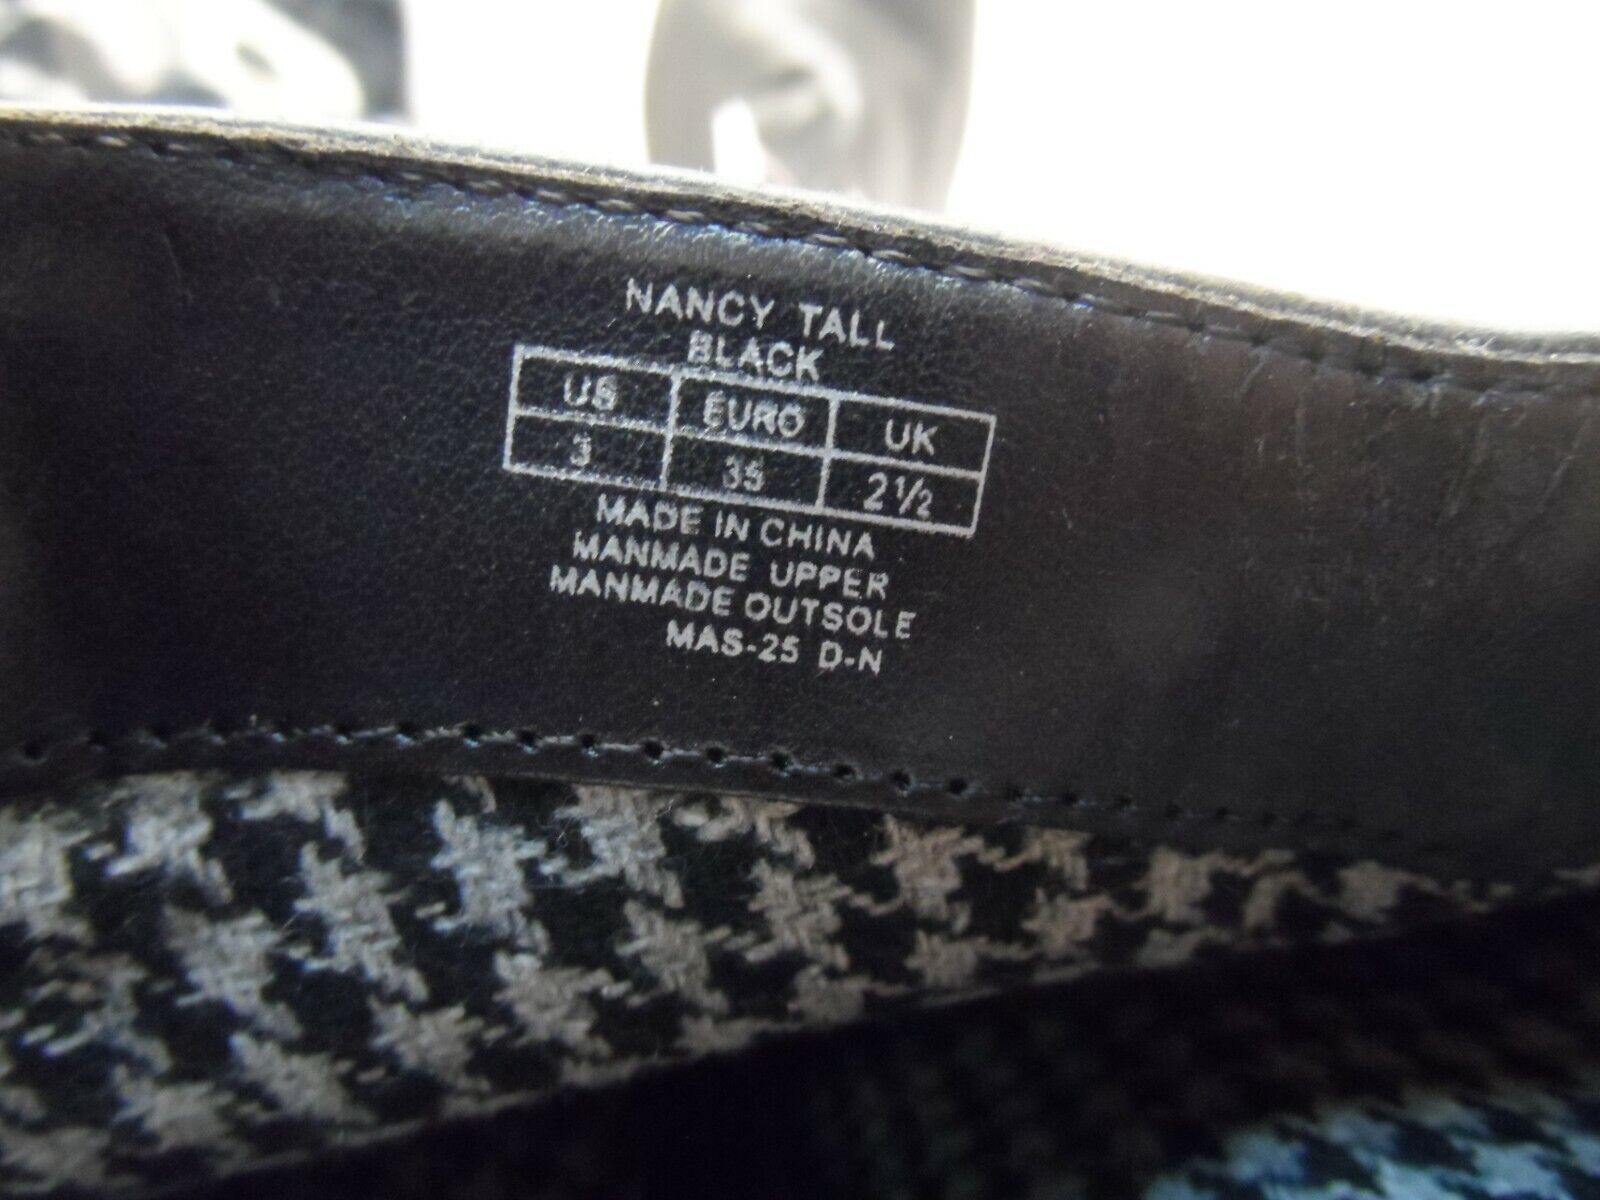 NANCY TALL
BLACK
US EURO UK
3 35 2½
MADE IN CHINA
MANMADE UPPER
MANMADE OUTSOLE
MAS-25 D-N